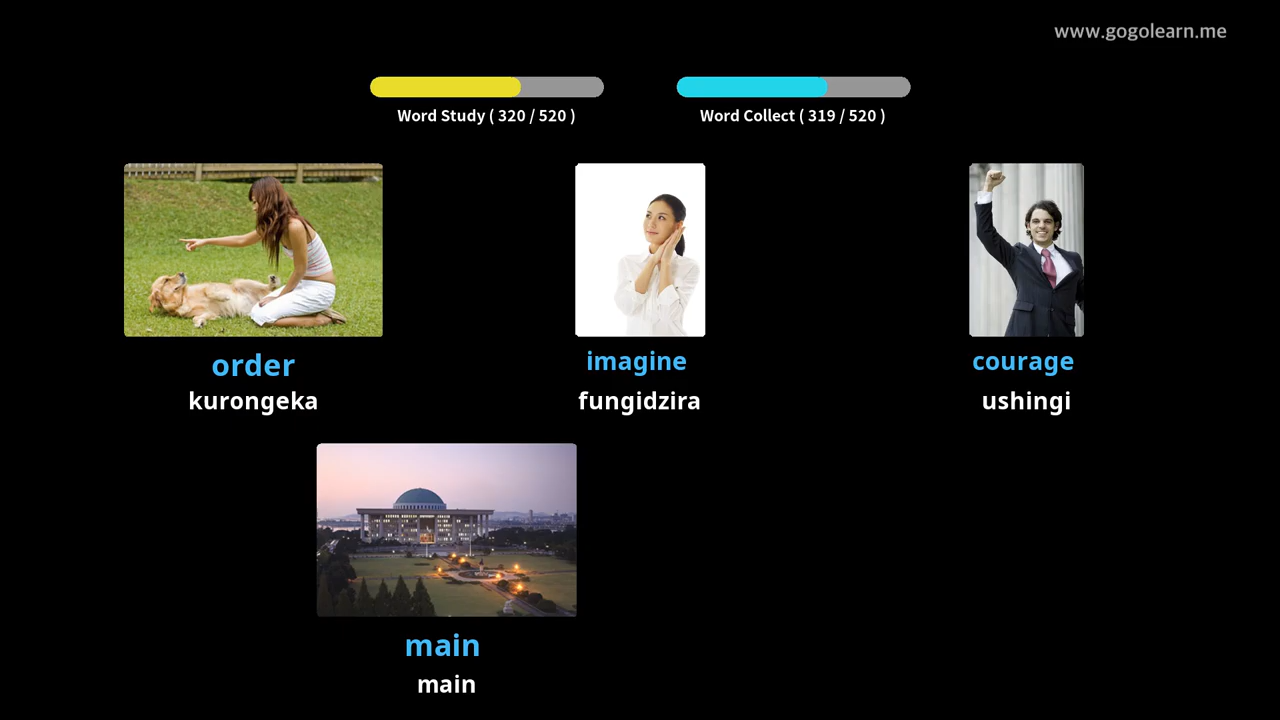 www.gogolearn.me
Word Study ( 320 / 520 )
Word Collect ( 319 / 520 )
order
kurongeka
imagine
fungidzira
courage
ushingi
main
main